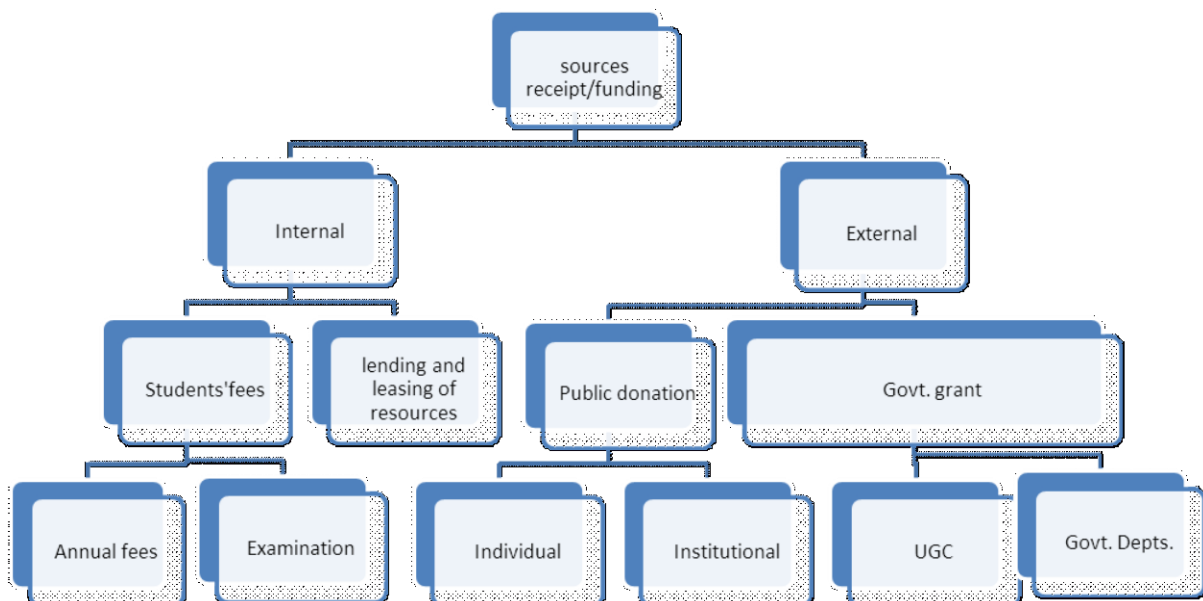 sources
receipt/funding
Internal
External
Students'fees
lending and
leasing of
resources
Public donation
Govt. grant
Annual fees
Examination
Individual
Institutional
UGC
Govt. Depts.